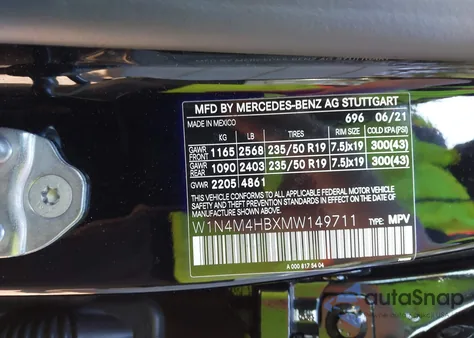 MFD BY MERCEDES-BENZ AG STUTTGART
MADE IN MEXICO 696 06/21
KG LB TIRES RIM SIZE COLD KPA(PSI)
GAWR FRONT 1165 2568 235/50 R19 7.5Jx19 300(43)
GAWR REAR 1090 2403 235/50 R19 7.5Jx19 300(43)
GVWR 2205 4861
THIS VEHICLE CONFORMS TO ALL APPLICABLE FEDERAL MOTOR VEHICLE
SAFETY AND THEFT PREVENTION STANDARDS IN EFFECT ON THE DATE OF
MANUFACTURE SHOWN ABOVE.
W1N4M4HBXMW149711 TYPE: MPV
A 000 817 54 04
autoSnap